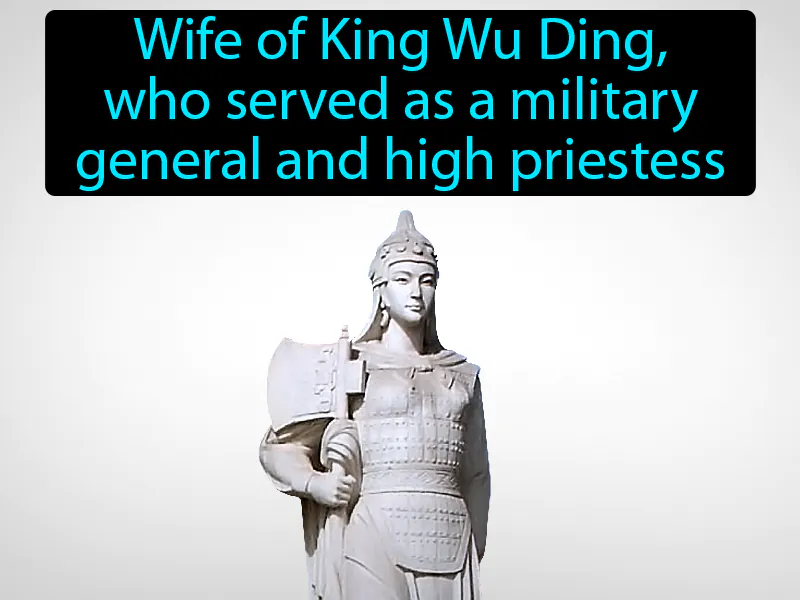 Wife of King Wu Ding,
who served as a military
general and high priestess